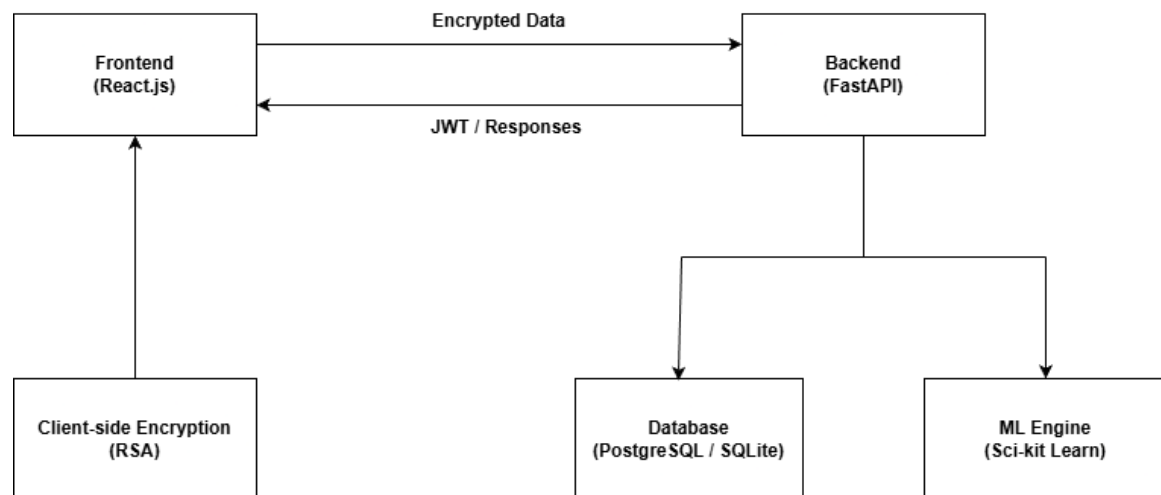 Encrypted Data
Frontend
(React.js)
Backend
(FastAPI)
JWT / Responses
Client-side Encryption
(RSA)
Database
(PostgreSQL / SQLite)
ML Engine
(Sci-kit Learn)